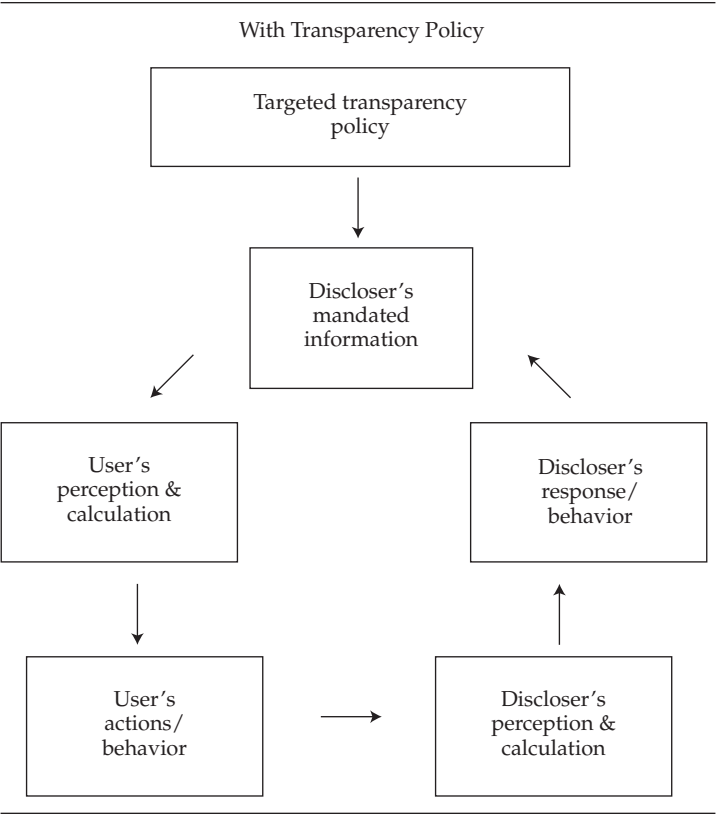 With Transparency Policy
Targeted transparency
policy
Discloser's
mandated
information
User's
perception &
calculation
Discloser's
response/
behavior
User's
actions/
behavior
Discloser's
perception &
calculation